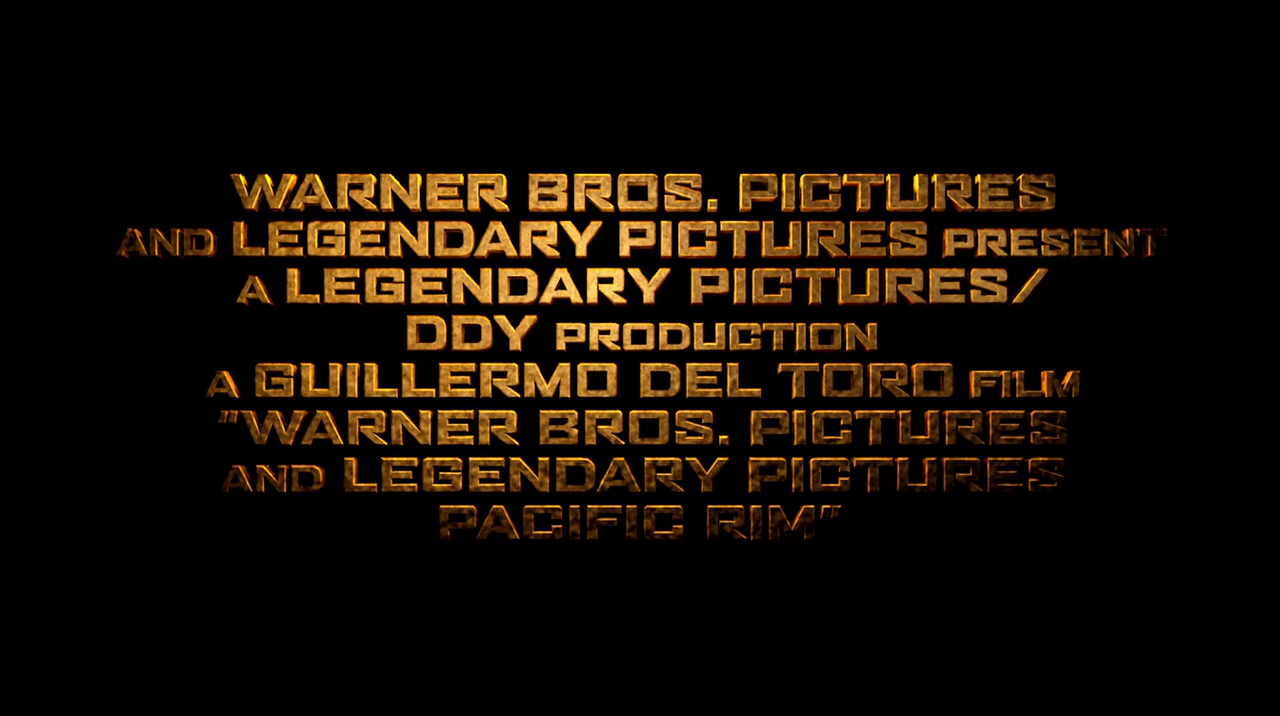 WARNER BROS. PICTURES
AND LEGENDARY PICTURES PRESENT
A LEGENDARY PICTURES/
DDY PRODUCTION
A GUILLERMO DEL TORO FILM
"WARNER BROS. PICTURES
AND LEGENDARY PICTURES
PACIFIC RIM"